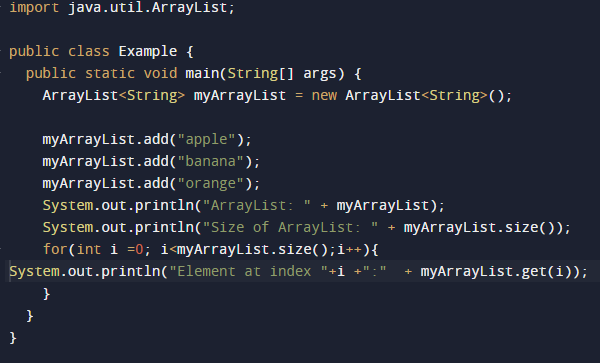 import java.util.ArrayList;

public class Example {
  public static void main(String[] args) {
    ArrayList<String> myArrayList = new ArrayList<String>();

    myArrayList.add("apple");
    myArrayList.add("banana");
    myArrayList.add("orange");
    System.out.println("ArrayList: " + myArrayList);
    System.out.println("Size of ArrayList: " + myArrayList.size());
    for(int i =0; i<myArrayList.size();i++){
System.out.println("Element at index "+i +":"  + myArrayList.get(i));
    }
  }
}